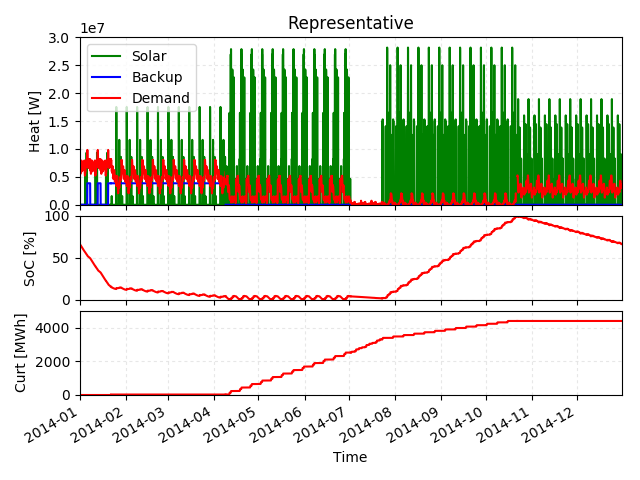 Representative
1e7
3.0
2.5
2.0
1.5
1.0
0.5
0.0
Heat [W]
Solar
Backup
Demand
100
50
0
SoC [%]
4000
2000
0
Curt [MWh]
2014-01
2014-02
2014-03
2014-04
2014-05
2014-06
2014-07
2014-08
2014-09
2014-10
2014-11
2014-12
Time